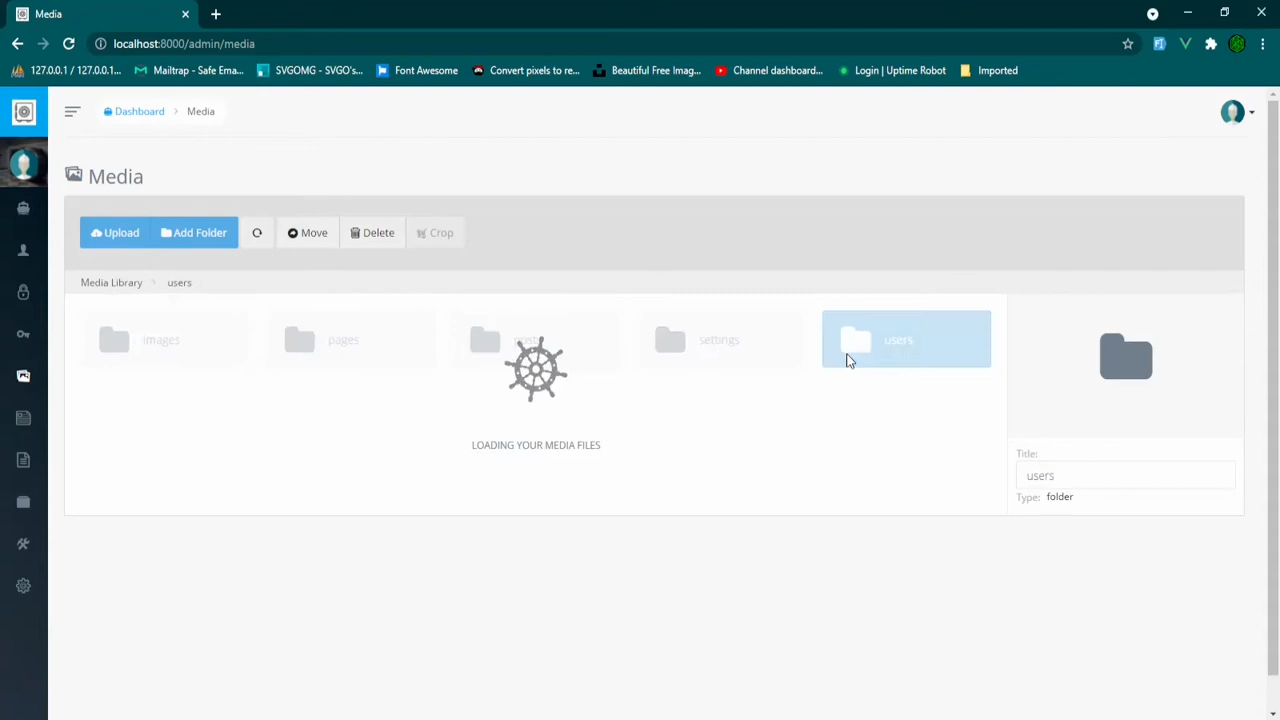 Media
localhost:8000/admin/media
127.0.0.1 / 127.0.0.1... Mailtrap - Safe Ema... SVGOMG - SVGO's... Font Awesome Convert pixels to re... Beautiful Free Imag... Channel dashboard... Login | Uptime Robot Imported
Dashboard > Media
Media
Upload Add Folder Move Delete Crop
Media Library > users
images pages posts settings users
LOADING YOUR MEDIA FILES
Title:
users
Type: folder